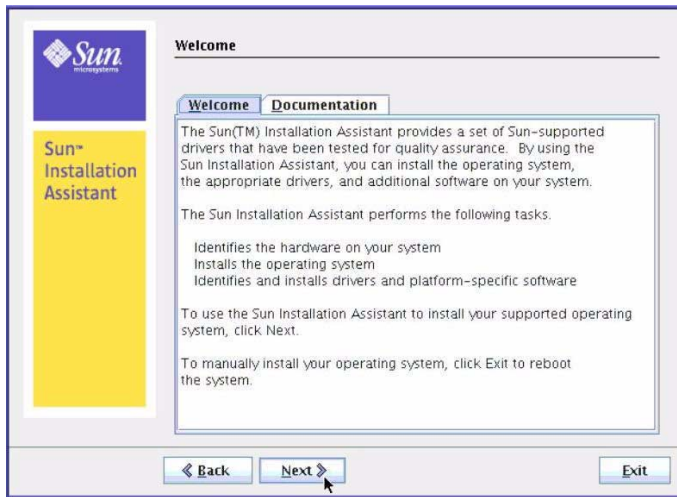 Sun
microsystems
Sun™
Installation
Assistant
Welcome
Welcome Documentation
The Sun(TM) Installation Assistant provides a set of Sun-supported
drivers that have been tested for quality assurance. By using the
Sun Installation Assistant, you can install the operating system,
the appropriate drivers, and additional software on your system.
The Sun Installation Assistant performs the following tasks.
Identifies the hardware on your system
Installs the operating system
Identifies and installs drivers and platform-specific software
To use the Sun Installation Assistant to install your supported operating
system, click Next.
To manually install your operating system, click Exit to reboot
the system.
Back Next Exit